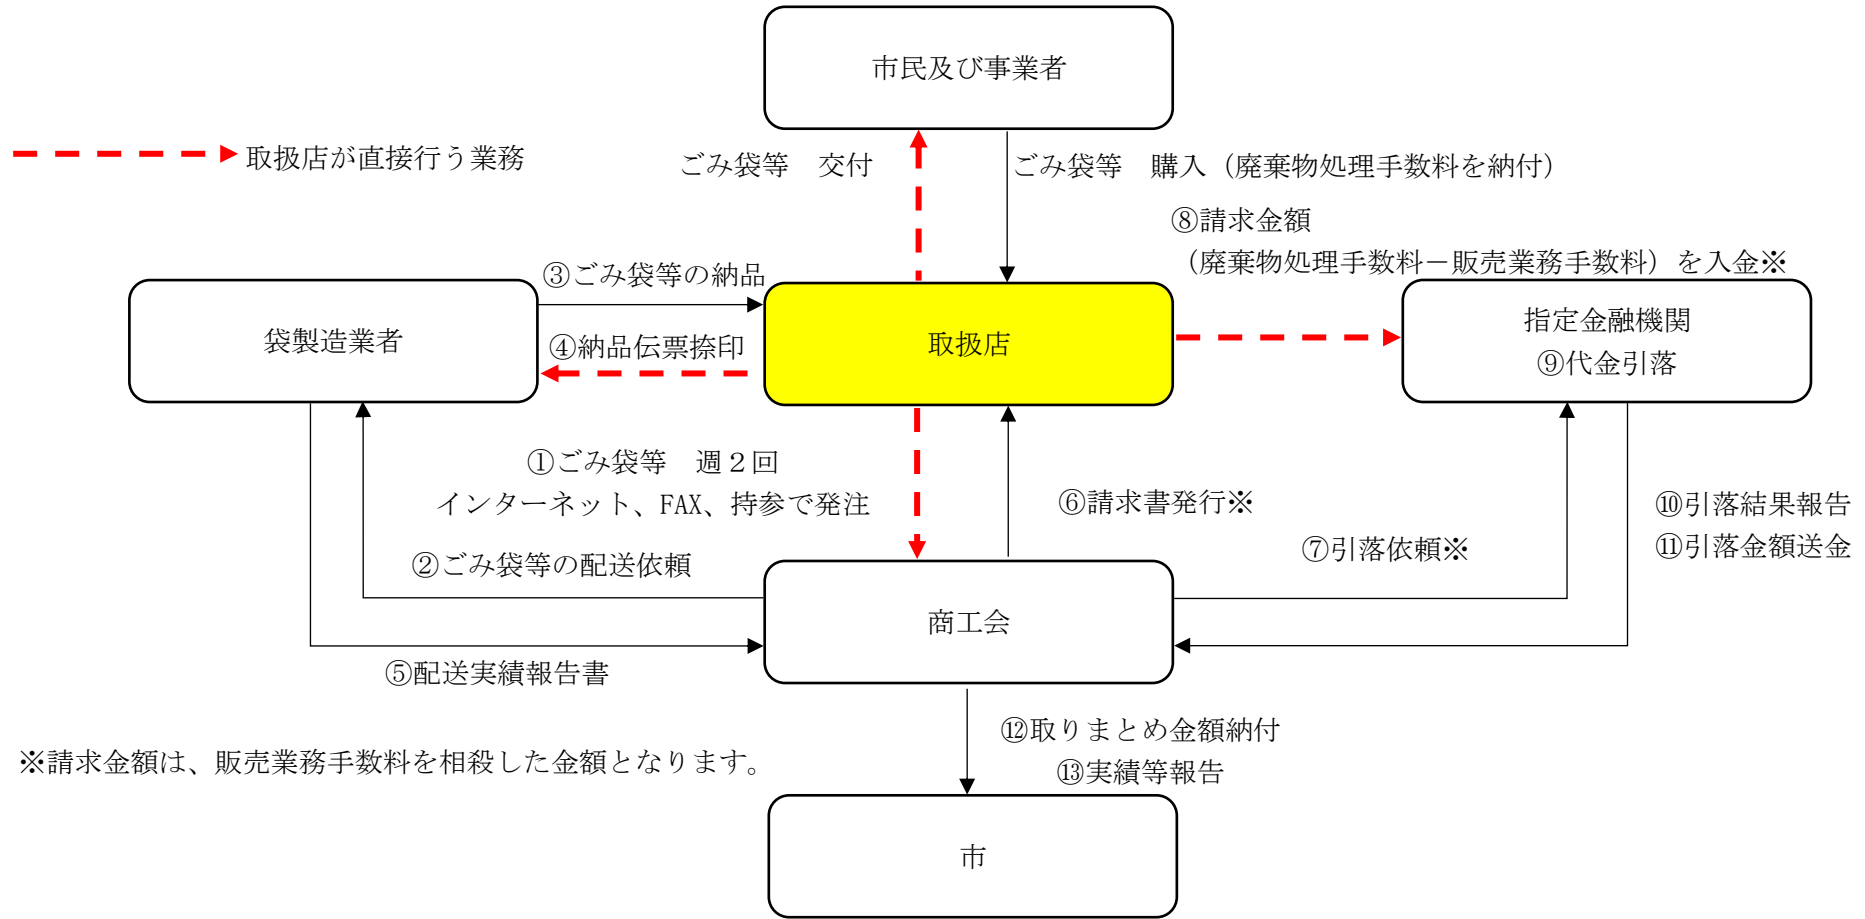 市民及び事業者
取扱店が直接行う業務
ごみ袋等　交付
ごみ袋等　購入（廃棄物処理手数料を納付）
⑧請求金額
（廃棄物処理手数料－販売業務手数料）を入金※
③ごみ袋等の納品
袋製造業者
④納品伝票捺印
取扱店
指定金融機関
⑨代金引落
①ごみ袋等　週２回
インターネット、FAX、持参で発注
⑥請求書発行※
⑩引落結果報告
⑪引落金額送金
⑦引落依頼※
②ごみ袋等の配送依頼
商工会
⑤配送実績報告書
⑫取りまとめ金額納付
⑬実績等報告
※請求金額は、販売業務手数料を相殺した金額となります。
市